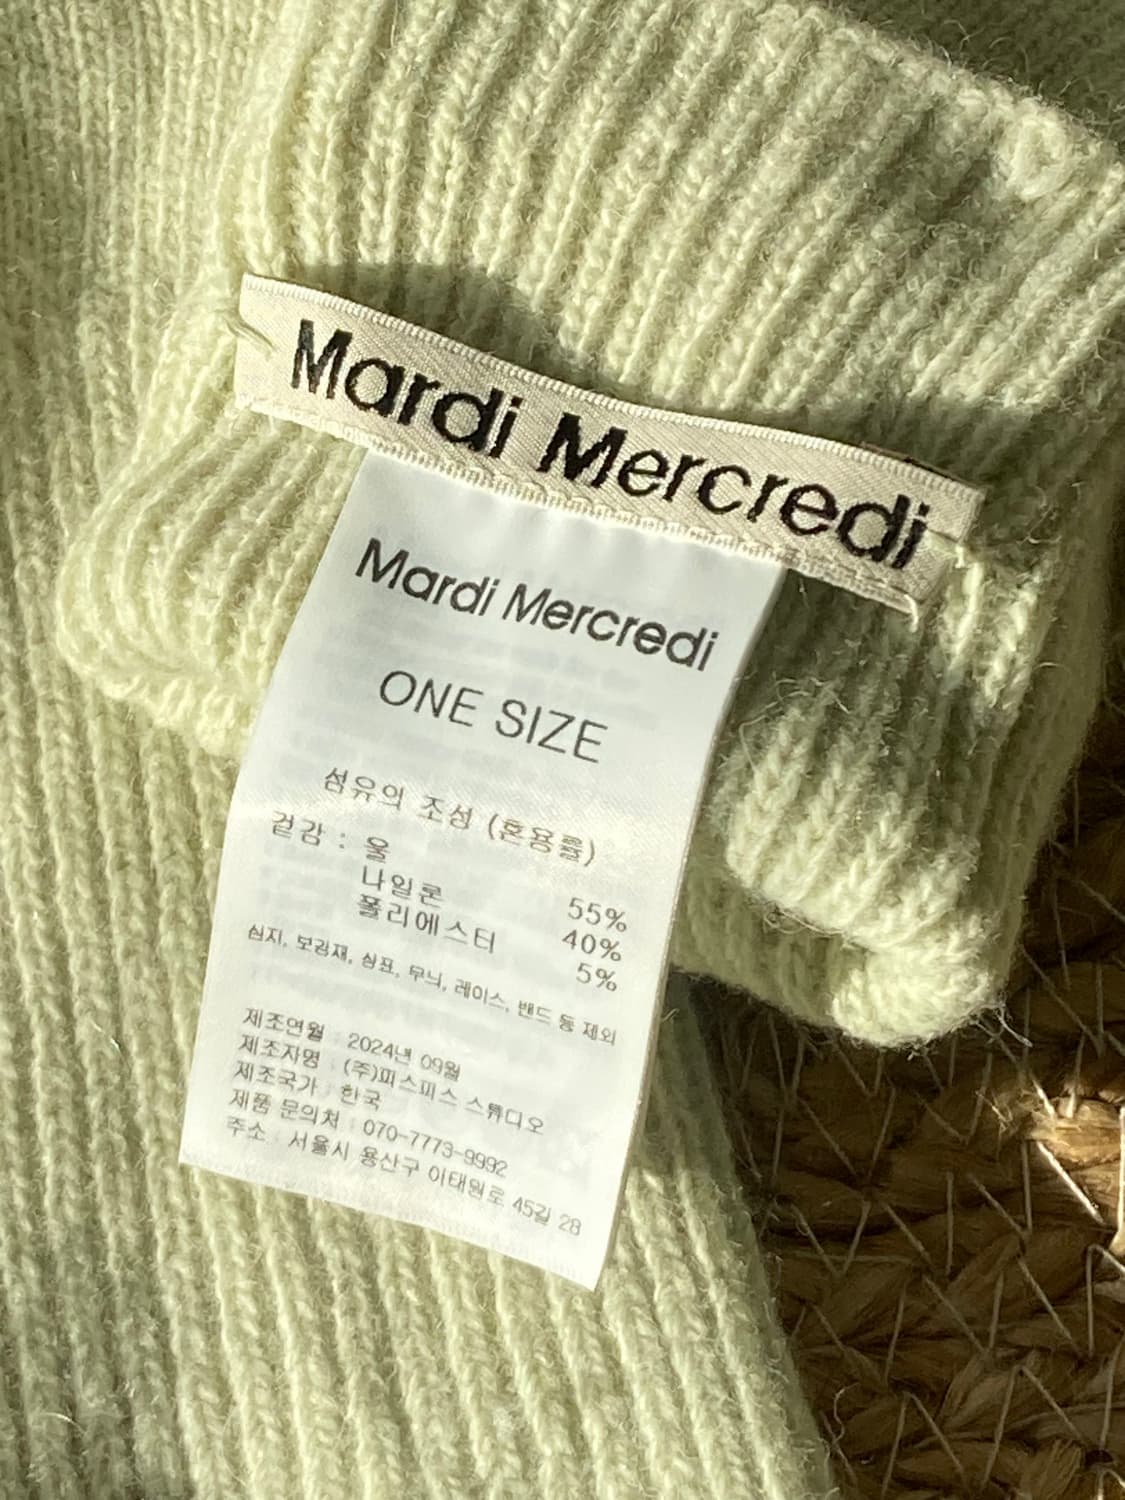 Mardi Mercredi
Mardi Mercredi
ONE SIZE
섬유의 조성 (혼용률)
겉감 : 울 55%
나일론 40%
폴리에스터 5%
심지, 보강재, 상표, 무늬, 레이스, 밴드 등 제외
제조연월 : 2024년 09월
제조자명 : (주)피스피스 스튜디오
제조국가 : 한국
제품 문의처 : 070-7773-9992
주소 : 서울시 용산구 이태원로 45길 28